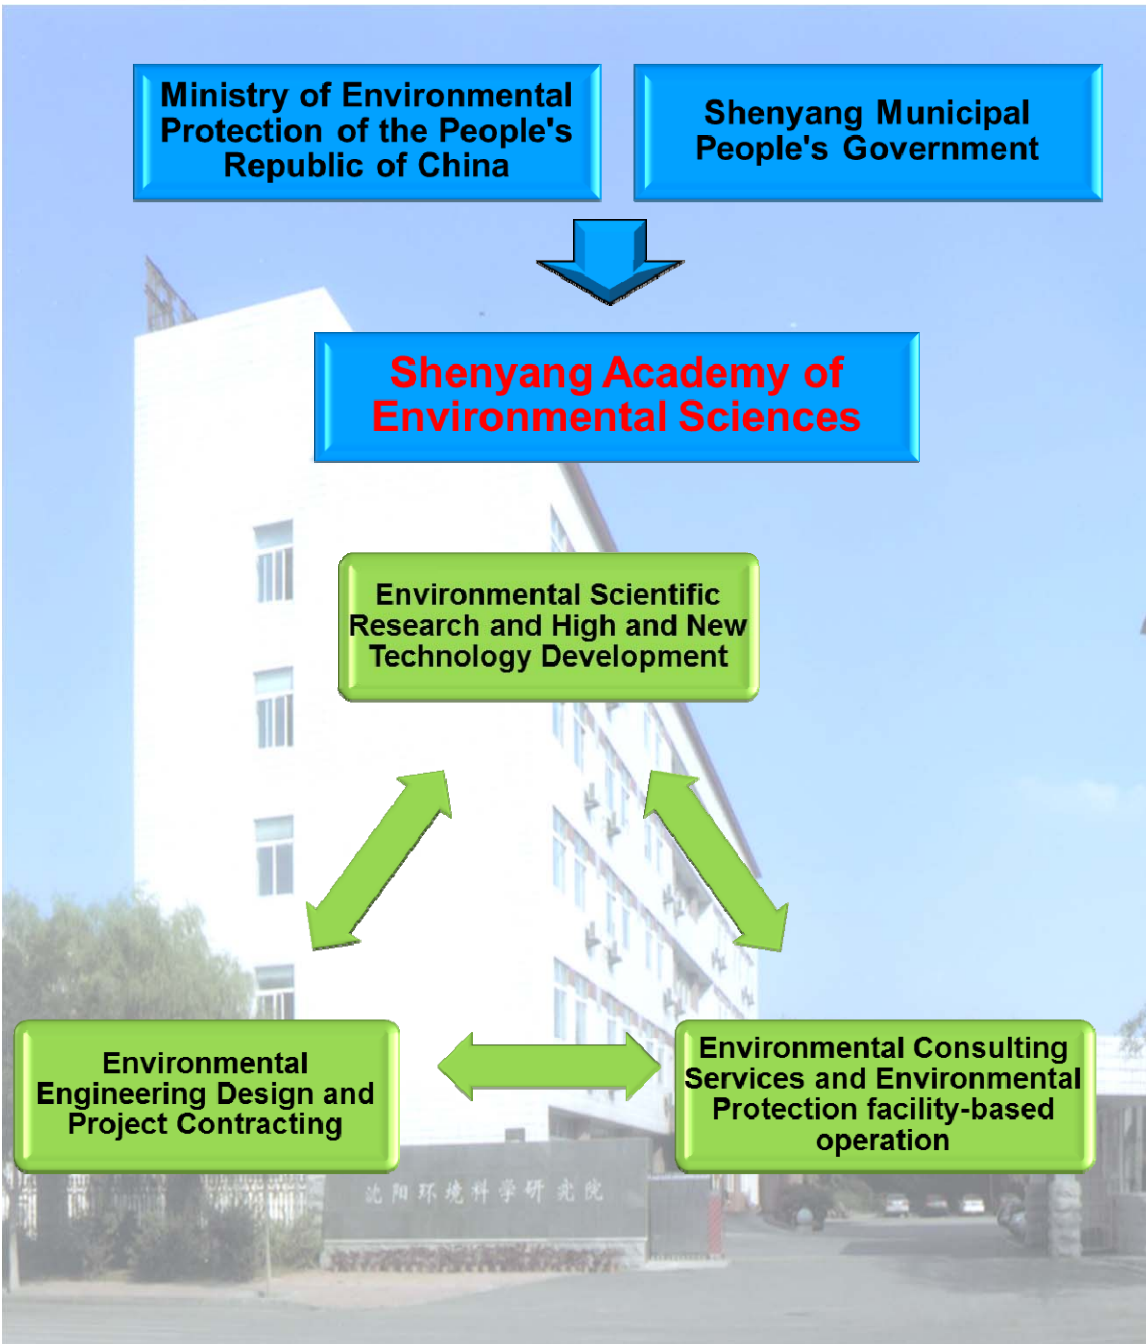 Ministry of Environmental
Protection of the People's
Republic of China
Shenyang Municipal
People's Government
Shenyang Academy of
Environmental Sciences
Environmental Scientific
Research and High and New
Technology Development
Environmental
Engineering Design and
Project Contracting
Environmental Consulting
Services and Environmental
Protection facility-based
operation
沈阳环境科学研究院